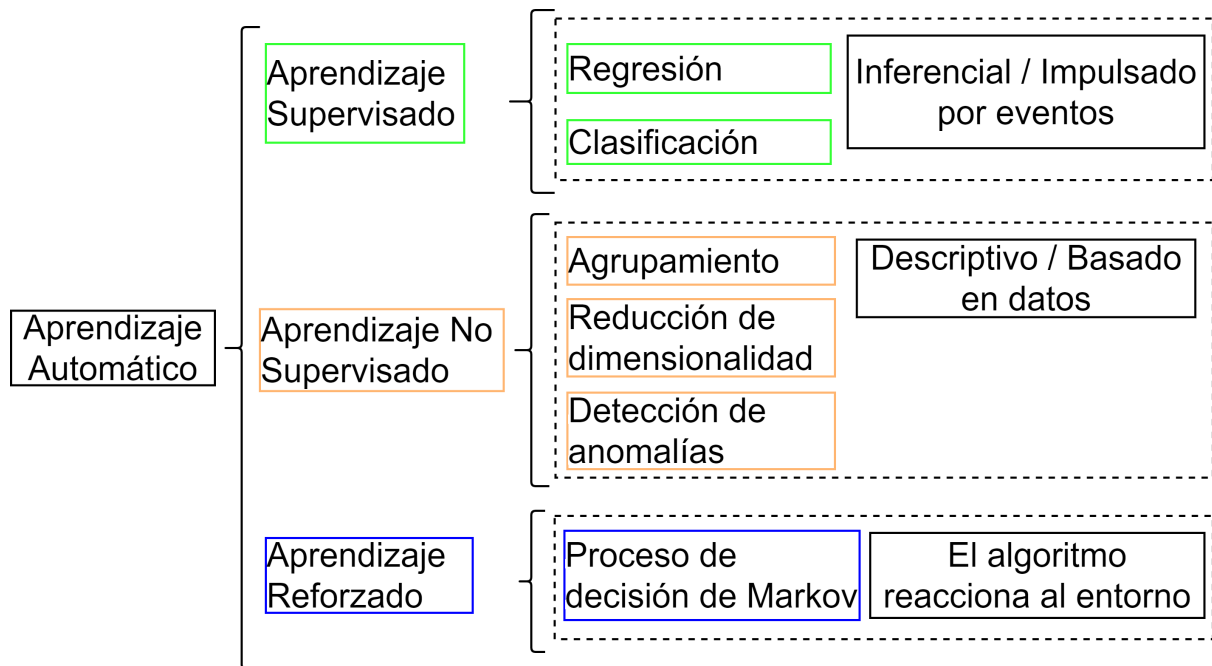 Aprendizaje
Automático
Aprendizaje
Supervisado
Regresión
Clasificación
Inferencial / Impulsado
por eventos
Aprendizaje No
Supervisado
Agrupamiento
Reducción de
dimensionalidad
Detección de
anomalías
Descriptivo / Basado
en datos
Aprendizaje
Reforzado
Proceso de
decisión de Markov
El algoritmo
reacciona al entorno